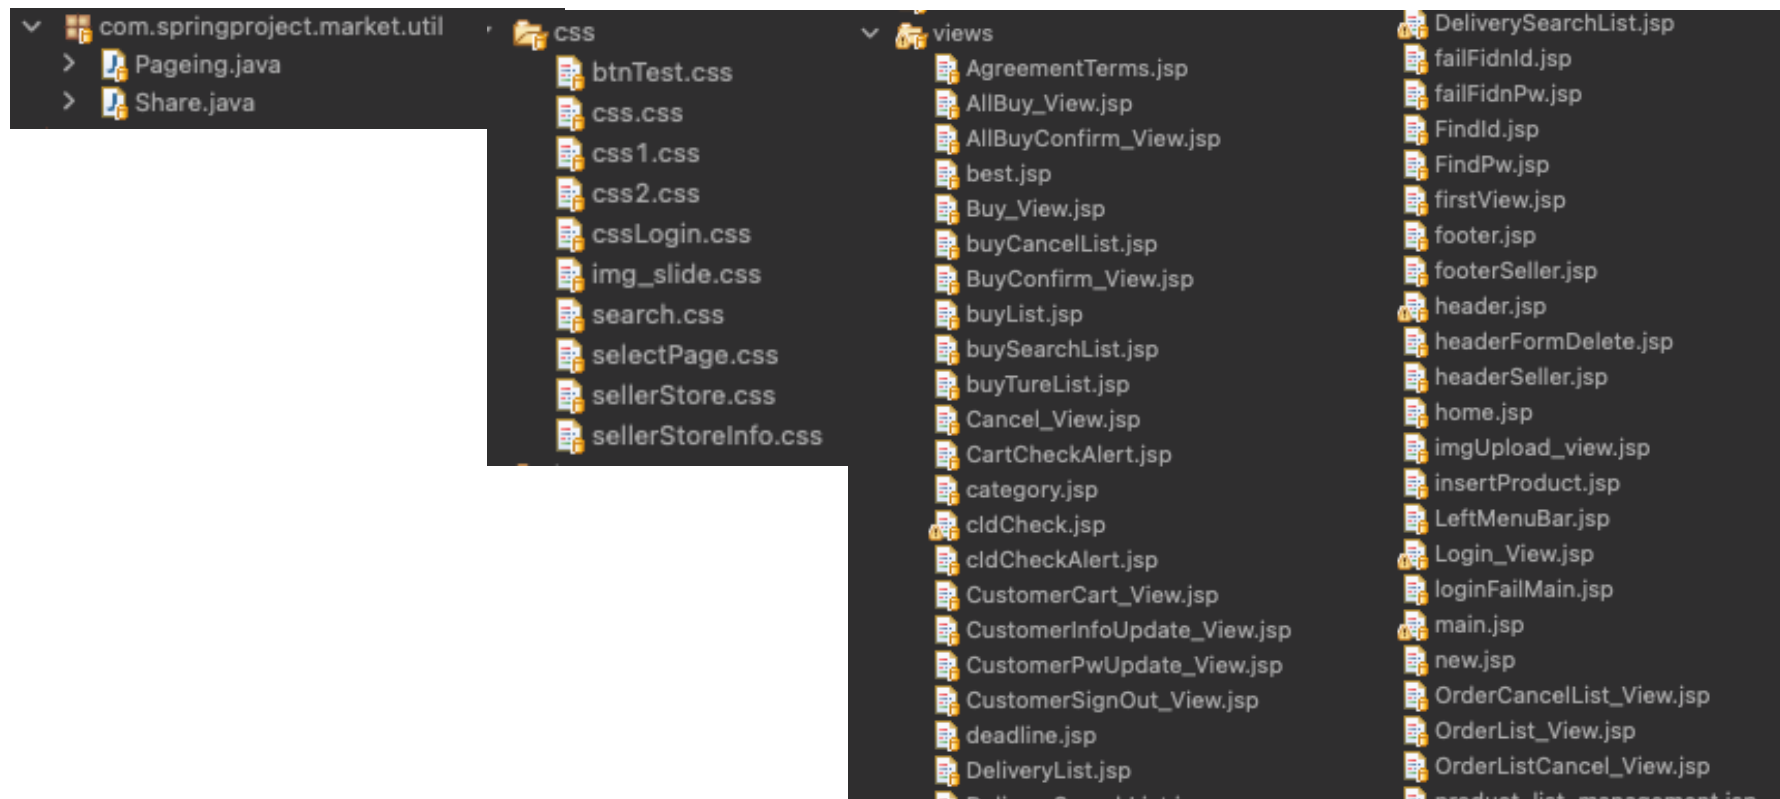 com.springproject.market.util
Pageing.java
Share.java
css
btnTest.css
css.css
css1.css
css2.css
cssLogin.css
img_slide.css
search.css
selectPage.css
sellerStore.css
sellerStoreInfo.css
views
AgreementTerms.jsp
AllBuy_View.jsp
AllBuyConfirm_View.jsp
best.jsp
Buy_View.jsp
buyCancelList.jsp
BuyConfirm_View.jsp
buyList.jsp
buySearchList.jsp
buyTureList.jsp
Cancel_View.jsp
CartCheckAlert.jsp
category.jsp
cIdCheck.jsp
cIdCheckAlert.jsp
CustomerCart_View.jsp
CustomerInfoUpdate_View.jsp
CustomerPwUpdate_View.jsp
CustomerSignOut_View.jsp
deadline.jsp
DeliveryList.jsp
DeliverySearchList.jsp
failFidnId.jsp
failFidnPw.jsp
FindId.jsp
FindPw.jsp
firstView.jsp
footer.jsp
footerSeller.jsp
header.jsp
headerFormDelete.jsp
headerSeller.jsp
home.jsp
imgUpload_view.jsp
insertProduct.jsp
LeftMenuBar.jsp
Login_View.jsp
loginFailMain.jsp
main.jsp
new.jsp
OrderCancelList_View.jsp
OrderList_View.jsp
OrderListCancel_View.jsp